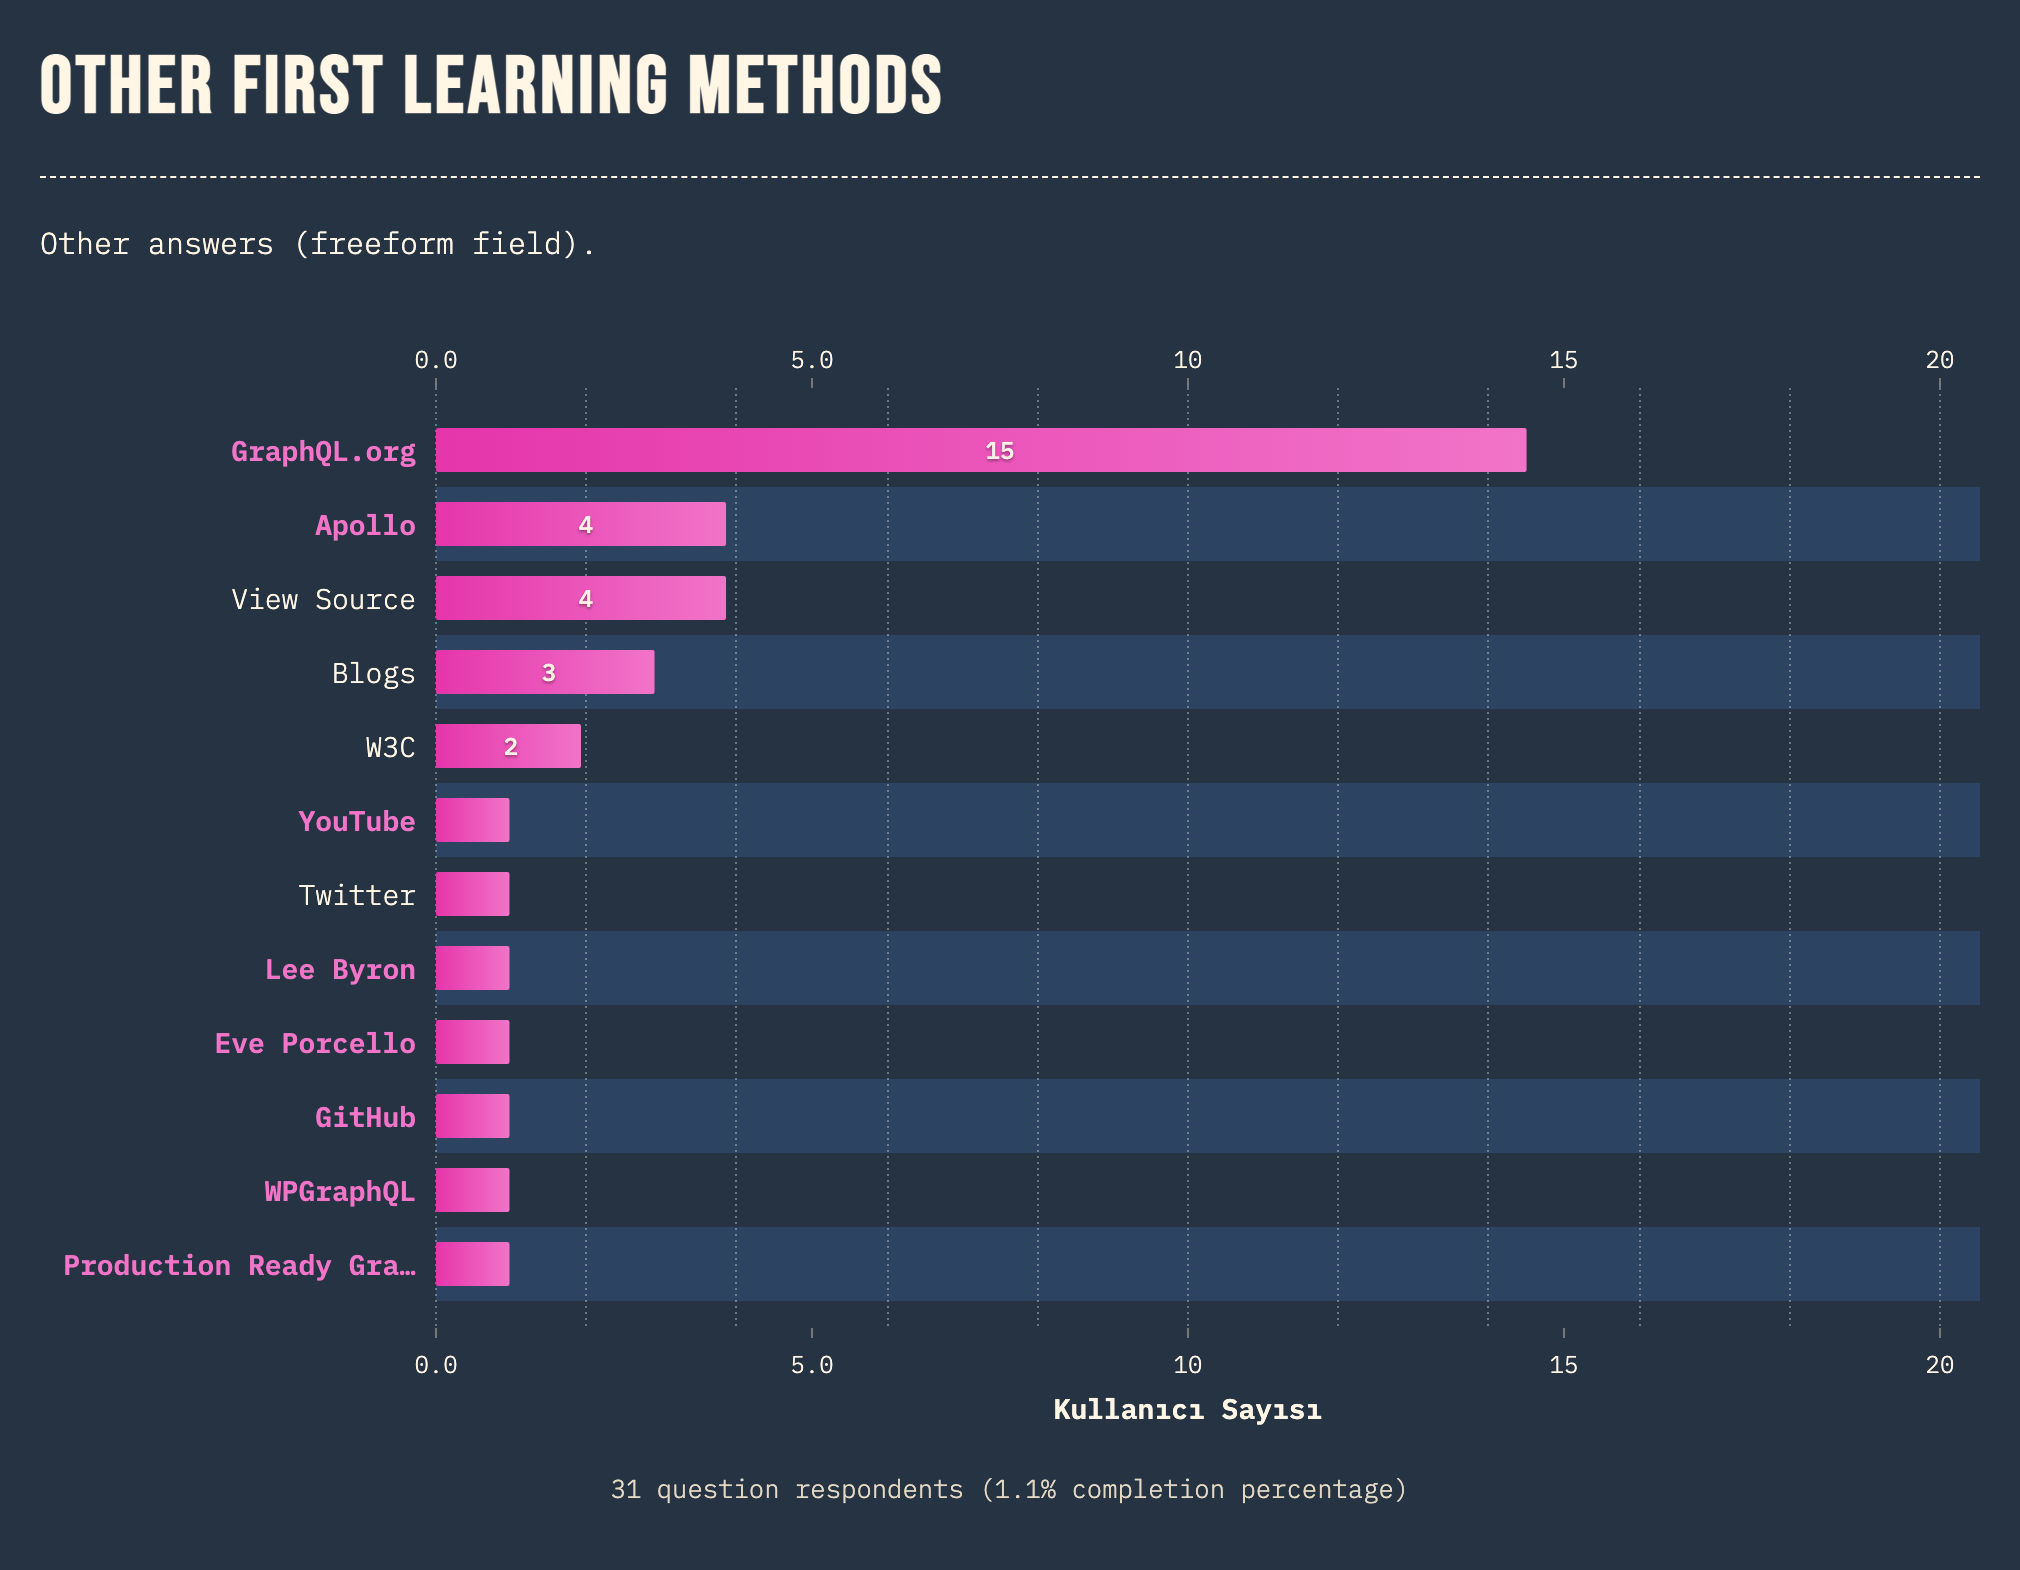 OTHER FIRST LEARNING METHODS
Other answers (freeform field).
0.0 5.0 10 15 20
GraphQL.org 15
Apollo 4
View Source 4
Blogs 3
W3C 2
YouTube
Twitter
Lee Byron
Eve Porcello
GitHub
WPGraphQL
Production Ready Gra…
0.0 5.0 10 15 20
Kullanıcı Sayısı
31 question respondents (1.1% completion percentage)